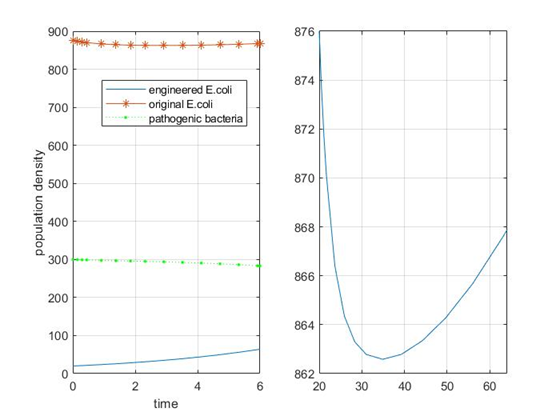 900
800
700
600
500
400
300
200
100
0
population density
0 2 4 6
time
engineered E.coli
original E.coli
pathogenic bacteria
876
874
872
870
868
866
864
862
20 30 40 50 60